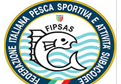 FEDERAZIONE ITALIANA PESCA SPORTIVA E ATTIVITÀ SUBACQUEE
FIPSAS